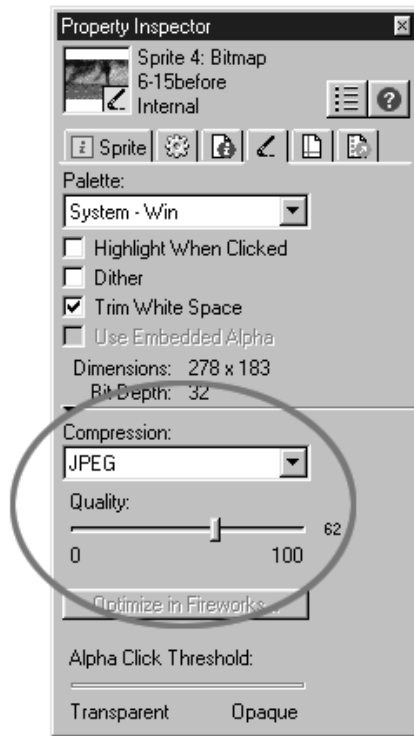 Property Inspector
Sprite 4: Bitmap
6-15before
Internal
Sprite
Palette:
System - Win
Highlight When Clicked
Dither
Trim White Space
Use Embedded Alpha
Dimensions: 278 x 183
Bit Depth: 32
Compression:
JPEG
Quality:
62
0 100
Optimize in Fireworks...
Alpha Click Threshold:
Transparent Opaque